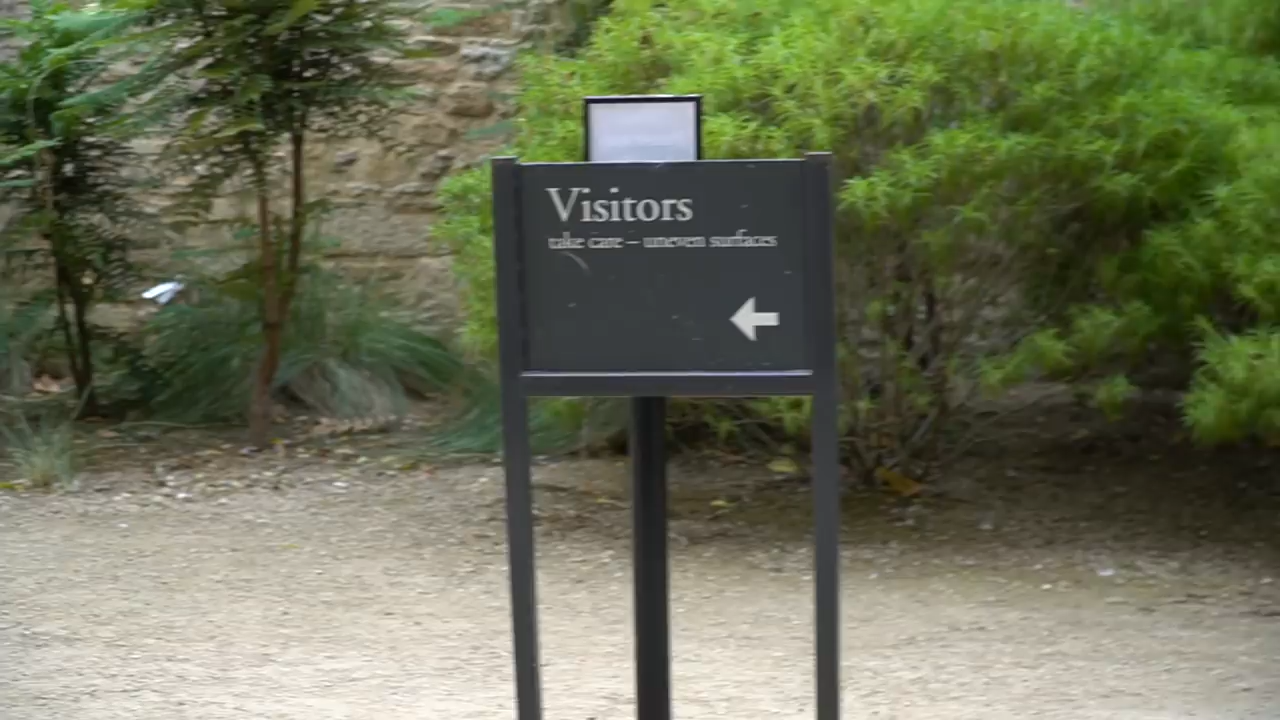 Visitors
take care – uneven surfaces